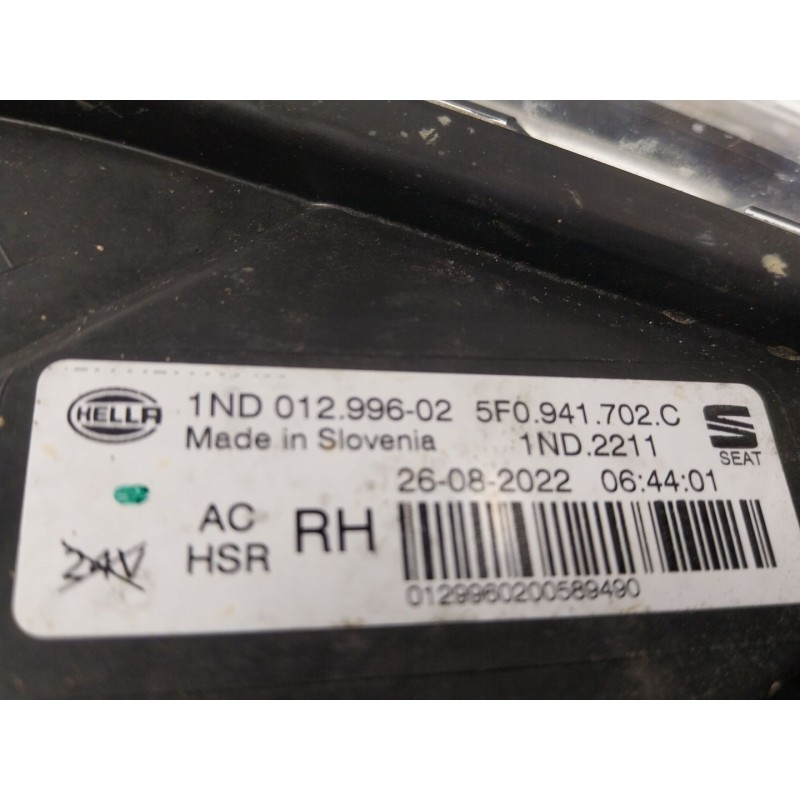 HELLA 1ND 012.996-02 5F0.941.702.C
Made in Slovenia 1ND.2211
SEAT
26-08-2022 06:44:01
AC RH
HSR
24V
0129960200589490